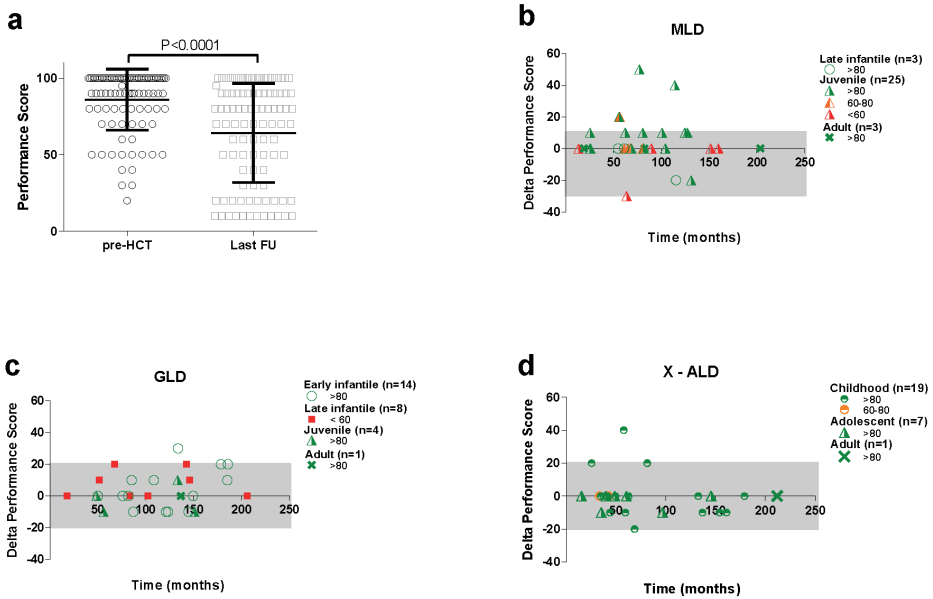 a
P<0.0001
Performance Score
100
50
0
pre-HCT
Last FU
b
MLD
Delta Performance Score
60
40
20
0
-20
-40
50
100
150
200
250
Time (months)
Late infantile (n=3)
>80
Juvenile (n=25)
>80
60-80
<60
Adult (n=3)
>80
c
GLD
Delta Performance Score
60
40
20
0
-20
-40
50
100
150
200
250
Time (months)
Early infantile (n=14)
>80
Late infantile (n=8)
< 60
Juvenile (n=4)
>80
Adult (n=1)
>80
d
X - ALD
Delta Performance Score
60
40
20
0
-20
-40
50
100
150
200
250
Time (months)
Childhood (n=19)
>80
60-80
Adolescent (n=7)
>80
Adult (n=1)
>80